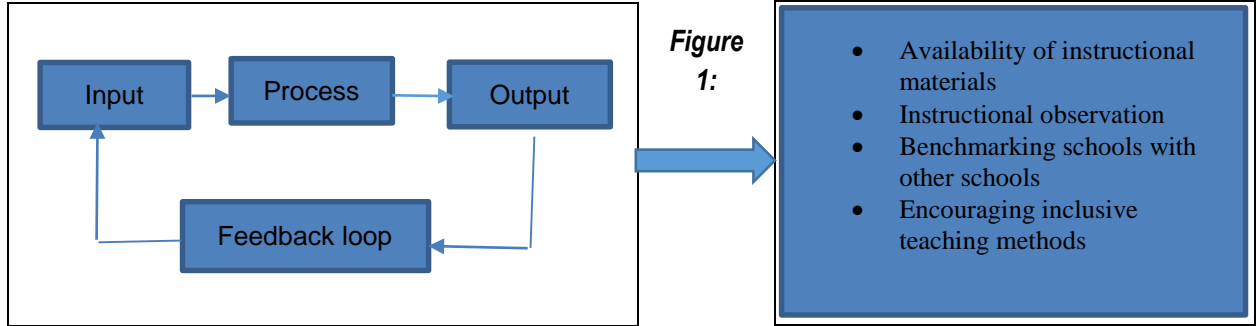 Input
Process
Output
Feedback loop
Figure
1:
• Availability of instructional
materials
• Instructional observation
• Benchmarking schools with
other schools
• Encouraging inclusive
teaching methods